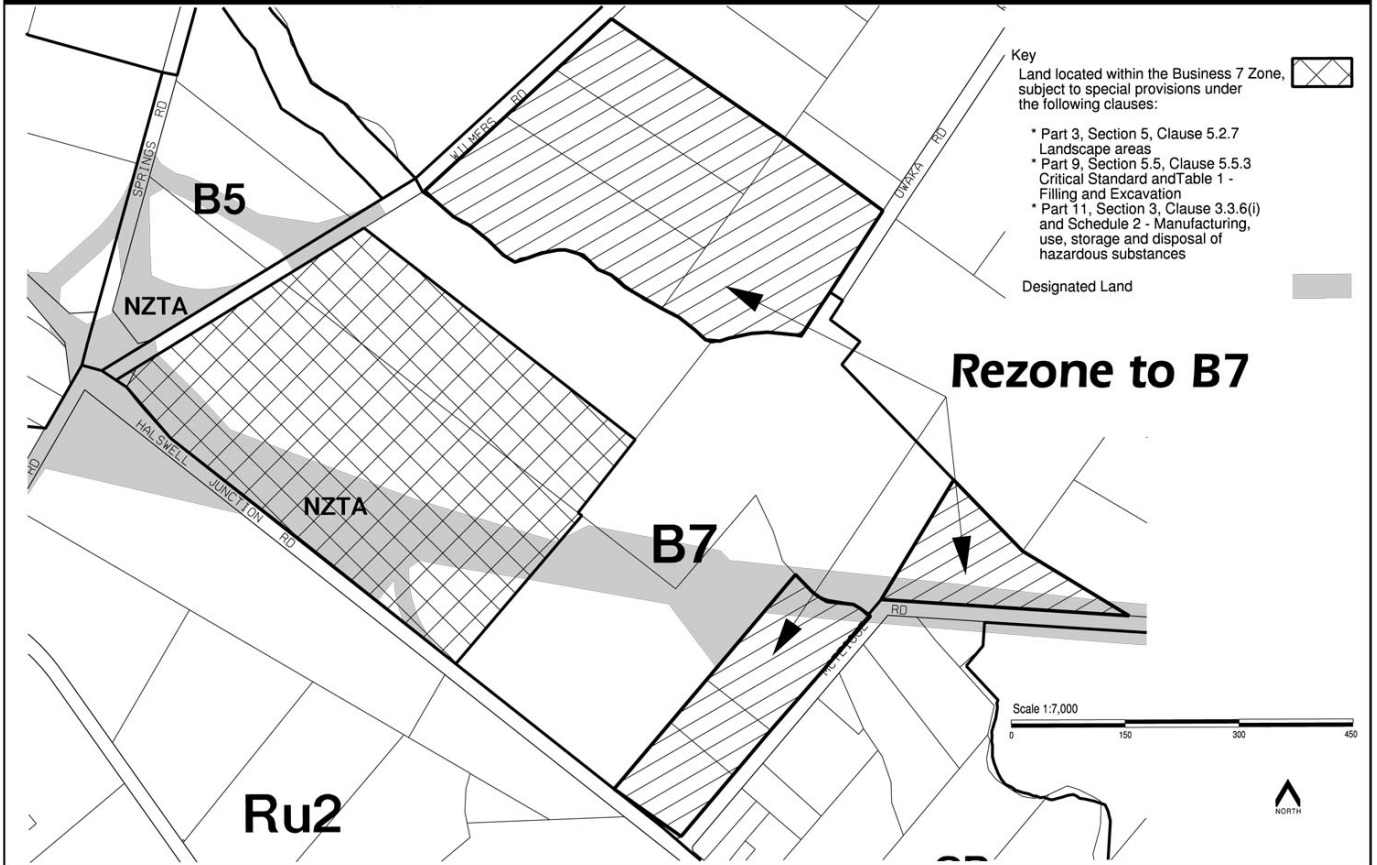 Key
Land located within the Business 7 Zone,
subject to special provisions under
the following clauses:
* Part 3, Section 5, Clause 5.2.7
Landscape areas
* Part 9, Section 5.5, Clause 5.5.3
Critical Standard andTable 1 -
Filling and Excavation
* Part 11, Section 3, Clause 3.3.6(i)
and Schedule 2 - Manufacturing,
use, storage and disposal of
hazardous substances
Designated Land
WILMERS RD
OWAKA RD
SPRINGS RD
B5
NZTA
Rezone to B7
HALSWELL JUNCTION RD
RD
NZTA
B7
RD
Scale 1:7,000
0 150 300 450
NORTH
Ru2